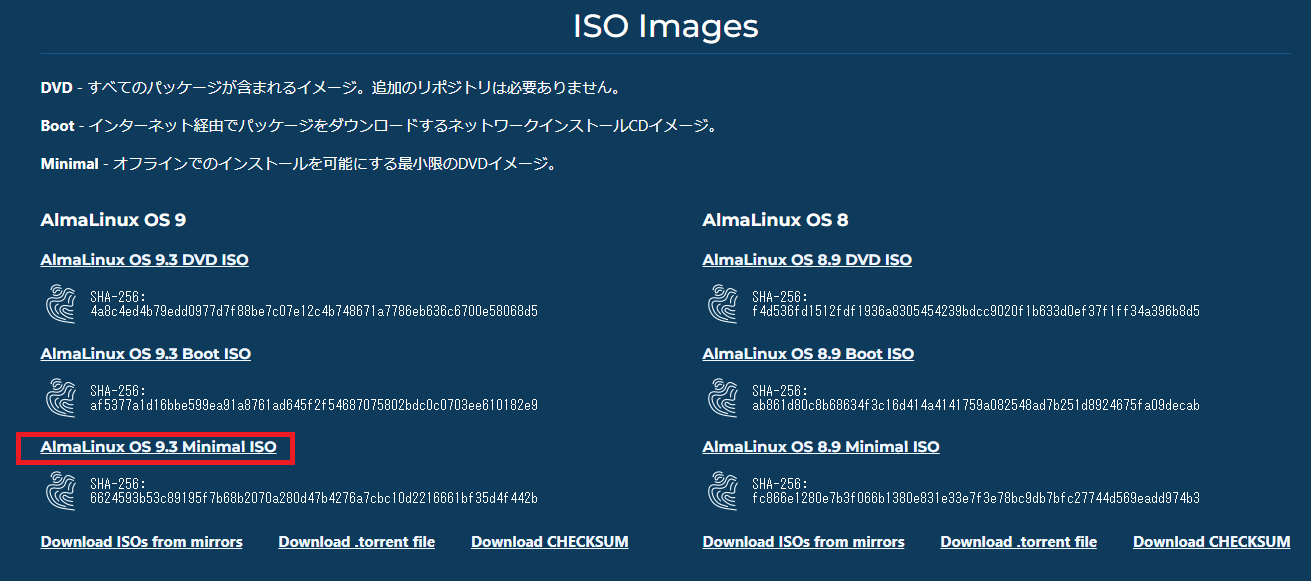 ISO Images
DVD - すべてのパッケージが含まれるイメージ。追加のリポジトリは必要ありません。
Boot - インターネット経由でパッケージをダウンロードするネットワークインストールCDイメージ。
Minimal - オフラインでのインストールを可能にする最小限のDVDイメージ。
AlmaLinux OS 9
AlmaLinux OS 9.3 DVD ISO
SHA-256:
4a8c4ed4b79edd0977d7f88be7c07e12c4b748671a7786eb636c6700e58068d5
AlmaLinux OS 9.3 Boot ISO
SHA-256:
af5377a1d16bbe599ea91a8761ad645f2f54687075802bdc0c0703ee610182e9
AlmaLinux OS 9.3 Minimal ISO
SHA-256:
6624593b53c89195f7b68b2070a280d47b4276a7cbc10d2216661bf35d4f442b
Download ISOs from mirrors Download .torrent file Download CHECKSUM
AlmaLinux OS 8
AlmaLinux OS 8.9 DVD ISO
SHA-256:
f4d536fd1512fdf1936a8305454239bdcc9020f1b633d0ef37f1ff34a396b8d5
AlmaLinux OS 8.9 Boot ISO
SHA-256:
ab861d80c8b68634f3c16d414a4141759a082548ad7b251d8924675fa09decab
AlmaLinux OS 8.9 Minimal ISO
SHA-256:
fc866e1280e7b3f066b1380e831e33e7f3e78bc9db7bfc27744d569eadd974b3
Download ISOs from mirrors Download .torrent file Download CHECKSUM